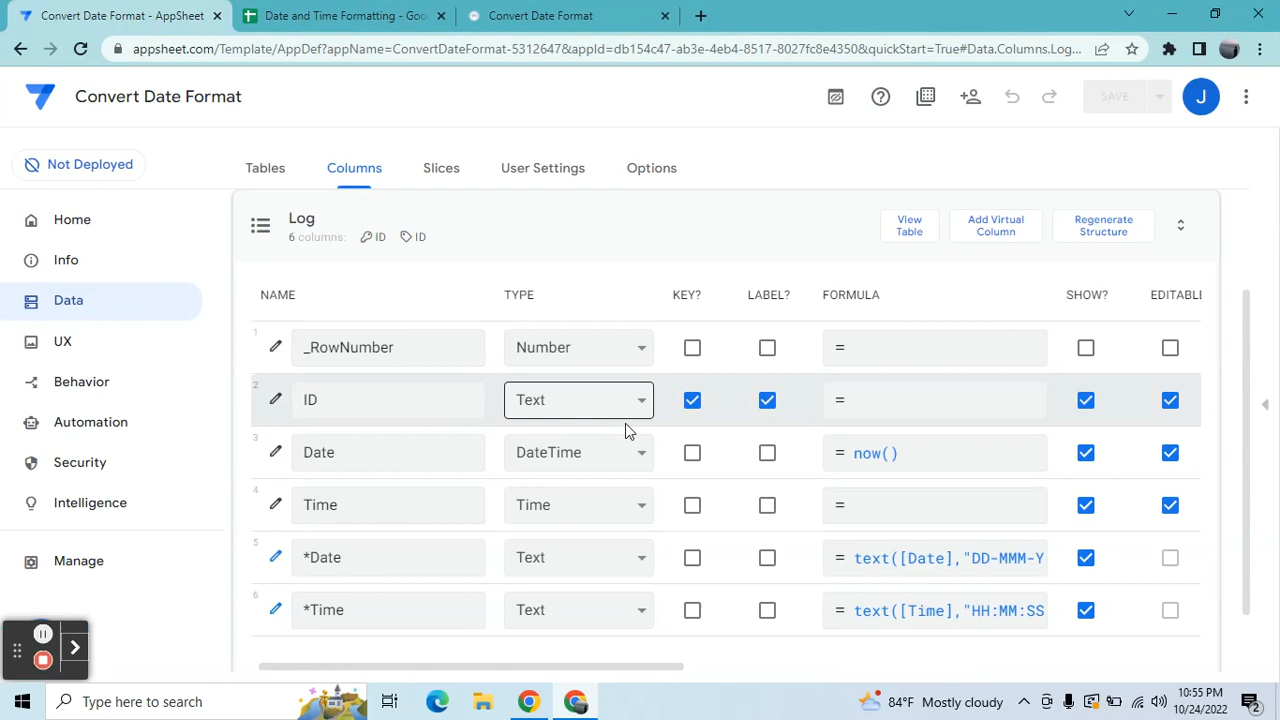 Convert Date Format - AppSheet
Date and Time Formatting - Goo
Convert Date Format
appsheet.com/Template/AppDef?appName=ConvertDateFormat-5312647&appId=db154c47-ab3e-4eb4-8517-8027fc8e4350&quickStart=True#Data.Columns.Log...
Convert Date Format
SAVE
J
Not Deployed
Tables
Columns
Slices
User Settings
Options
Home
Info
Data
UX
Behavior
Automation
Security
Intelligence
Manage
Log
6 columns: ID ID
View Table
Add Virtual Column
Regenerate Structure
NAME TYPE KEY? LABEL? FORMULA SHOW? EDITABLE
1 _RowNumber Number =
2 ID Text =
3 Date DateTime = now()
4 Time Time =
5 *Date Text = text([Date],"DD-MMM-Y
6 *Time Text = text([Time],"HH:MM:SS
Type here to search
84°F Mostly cloudy
10:55 PM
10/24/2022
2